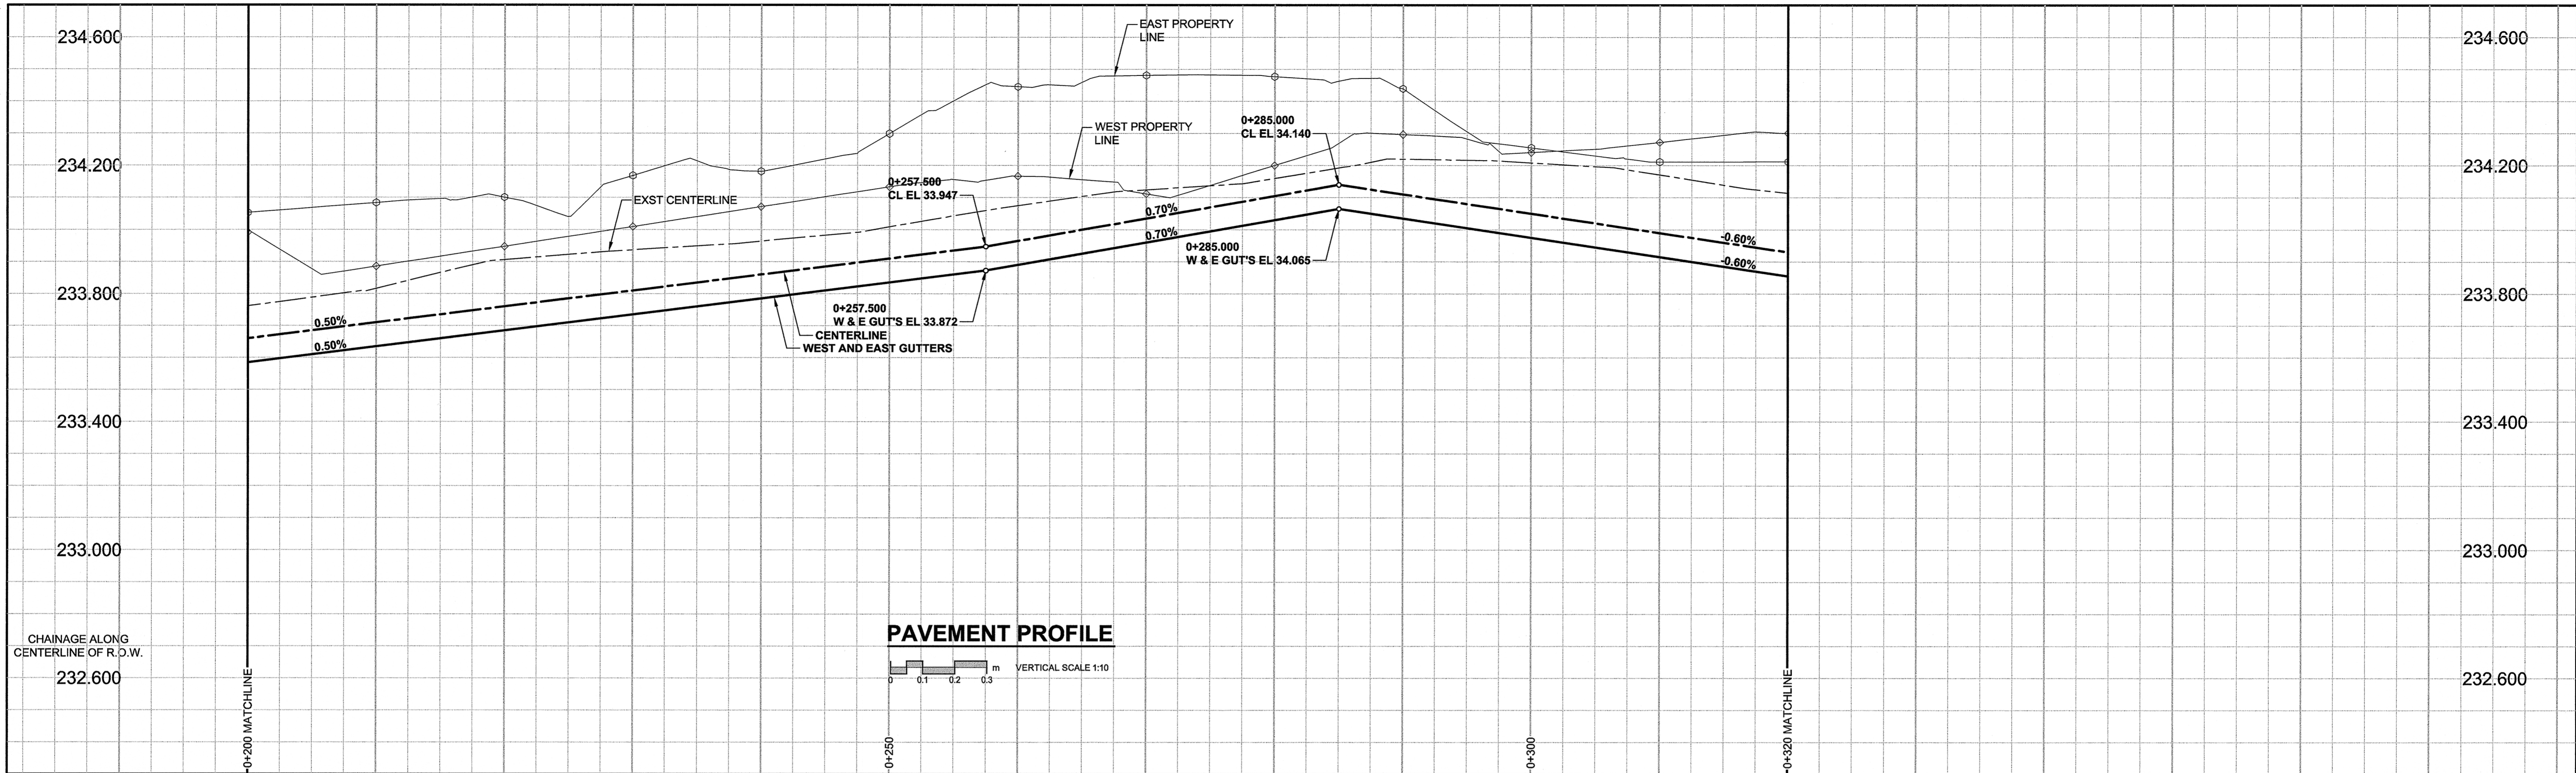 EAST PROPERTY
LINE
234.600
234.600
0+285.000
CL EL 34.140
WEST PROPERTY
LINE
234.200
234.200
0+257.500
CL EL 33.947
EXST CENTERLINE
0.70%
0.70%
-0.60%
0+285.000
W & E GUT'S EL 34.065
-0.60%
233.800
233.800
0+257.500
W & E GUT'S EL 33.872
0.50%
CENTERLINE
0.50%
WEST AND EAST GUTTERS
233.400
233.400
233.000
233.000
CHAINAGE ALONG
CENTERLINE OF R.O.W.
PAVEMENT PROFILE
m
VERTICAL SCALE 1:10
0
0.1
0.2
0.3
232.600
232.600
0+200 MATCHLINE
0+250
0+300
0+320 MATCHLINE